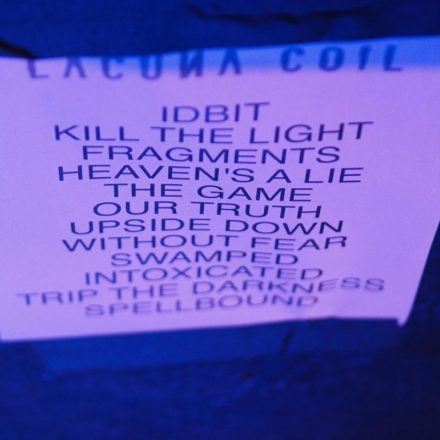 LACUNA COIL
IDBIT
KILL THE LIGHT
FRAGMENTS
HEAVEN'S A LIE
THE GAME
OUR TRUTH
UPSIDE DOWN
WITHOUT FEAR
SWAMPED
INTOXICATED
TRIP THE DARKNESS
SPELLBOUND